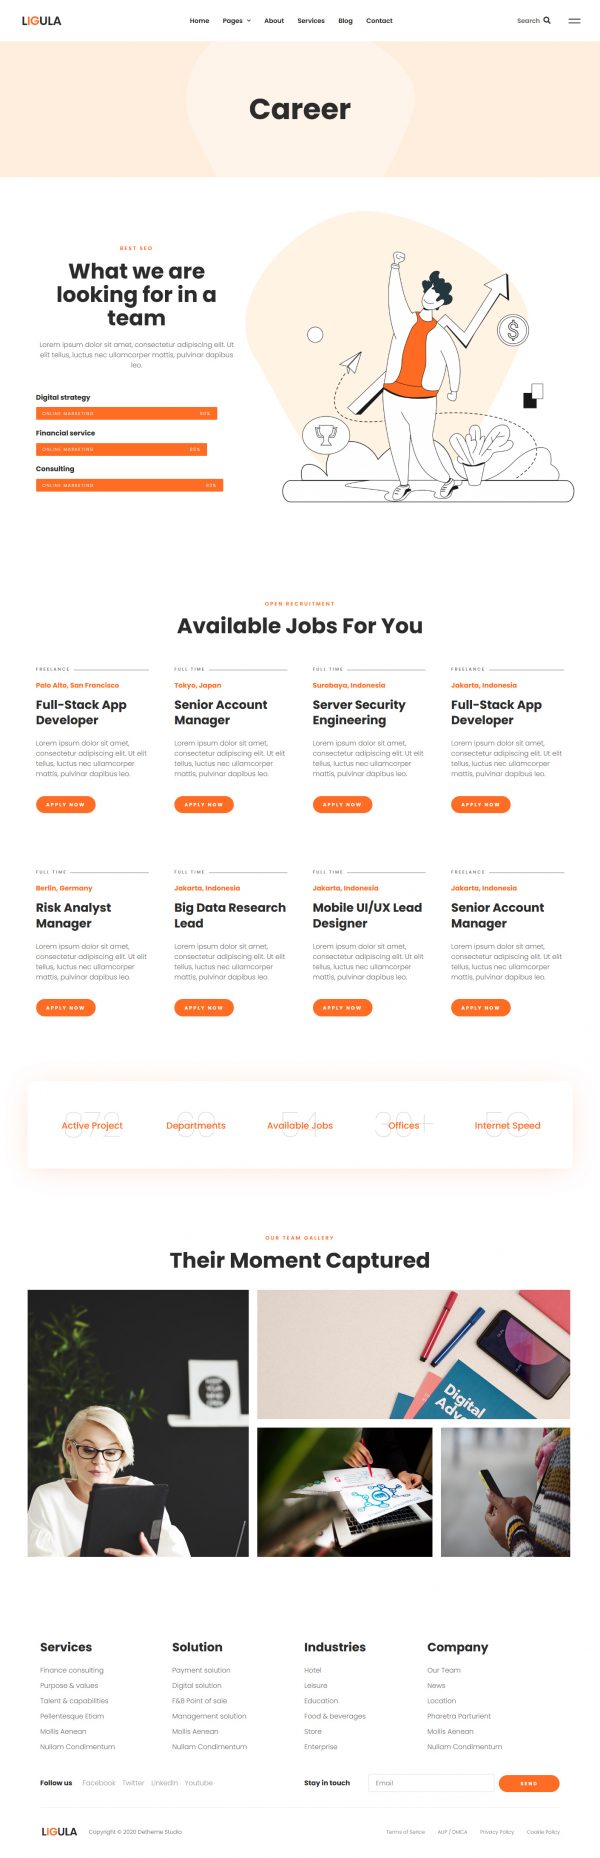 LIGULA
Home Pages About Services Blog Contact
Search
Career
BEST SEO
What we are
looking for in a
team
Lorem ipsum dolor sit amet, consectetur adipiscing elit. Ut
elit tellus, luctus nec ullamcorper mattis, pulvinar dapibus
leo.
Digital strategy
ONLINE MARKETING 90%
Financial service
ONLINE MARKETING 85%
Consulting
ONLINE MARKETING
OPEN RECRUITMENT
Available Jobs For You
FREELANCE
Palo Alto, San Francisco
Full-Stack App
Developer
Lorem ipsum dolor sit amet,
consectetur adipiscing elit. Ut elit
tellus, luctus nec ullamcorper
mattis, pulvinar dapibus leo.
APPLY NOW
FULL TIME
Tokyo, Japan
Senior Account
Manager
Lorem ipsum dolor sit amet,
consectetur adipiscing elit. Ut elit
tellus, luctus nec ullamcorper
mattis, pulvinar dapibus leo.
APPLY NOW
FULL TIME
Surabaya, Indonesia
Server Security
Engineering
Lorem ipsum dolor sit amet,
consectetur adipiscing elit. Ut elit
tellus, luctus nec ullamcorper
mattis, pulvinar dapibus leo.
APPLY NOW
FREELANCE
Jakarta, Indonesia
Full-Stack App
Developer
Lorem ipsum dolor sit amet,
consectetur adipiscing elit. Ut elit
tellus, luctus nec ullamcorper
mattis, pulvinar dapibus leo.
APPLY NOW
FULL TIME
Berlin, Germany
Risk Analyst
Manager
Lorem ipsum dolor sit amet,
consectetur adipiscing elit. Ut elit
tellus, luctus nec ullamcorper
mattis, pulvinar dapibus leo.
APPLY NOW
FULL TIME
Jakarta, Indonesia
Big Data Research
Lead
Lorem ipsum dolor sit amet,
consectetur adipiscing elit. Ut elit
tellus, luctus nec ullamcorper
mattis, pulvinar dapibus leo.
APPLY NOW
FULL TIME
Jakarta, Indonesia
Mobile UI/UX Lead
Designer
Lorem ipsum dolor sit amet,
consectetur adipiscing elit. Ut elit
tellus, luctus nec ullamcorper
mattis, pulvinar dapibus leo.
APPLY NOW
FREELANCE
Jakarta, Indonesia
Senior Account
Manager
Lorem ipsum dolor sit amet,
consectetur adipiscing elit. Ut elit
tellus, luctus nec ullamcorper
mattis, pulvinar dapibus leo.
APPLY NOW
872
Active Project
Departments
54
Available Jobs
30+
Offices
Internet Speed
OUR TEAM GALLERY
Their Moment Captured
Digital
Services
Finance consulting
Purpose & values
Talent & capabilities
Pellentesque Etiam
Mollis Aenean
Nullam Condimentum
Solution
Payment solution
Digital solution
F&B Point of sale
Management solution
Mollis Aenean
Nullam Condimentum
Industries
Hotel
Leisure
Education
Food & beverages
Store
Enterprise
Company
Our Team
News
Location
Pharetra Parturient
Mollis Aenean
Nullam Condimentum
Follow us Facebook Twitter LinkedIn Youtube
Stay in touch Email SEND
LIGULA Copyright © 2020 Detheme Studio
Terms of Serice AUP / DMCA Privacy Policy Cookie Policy